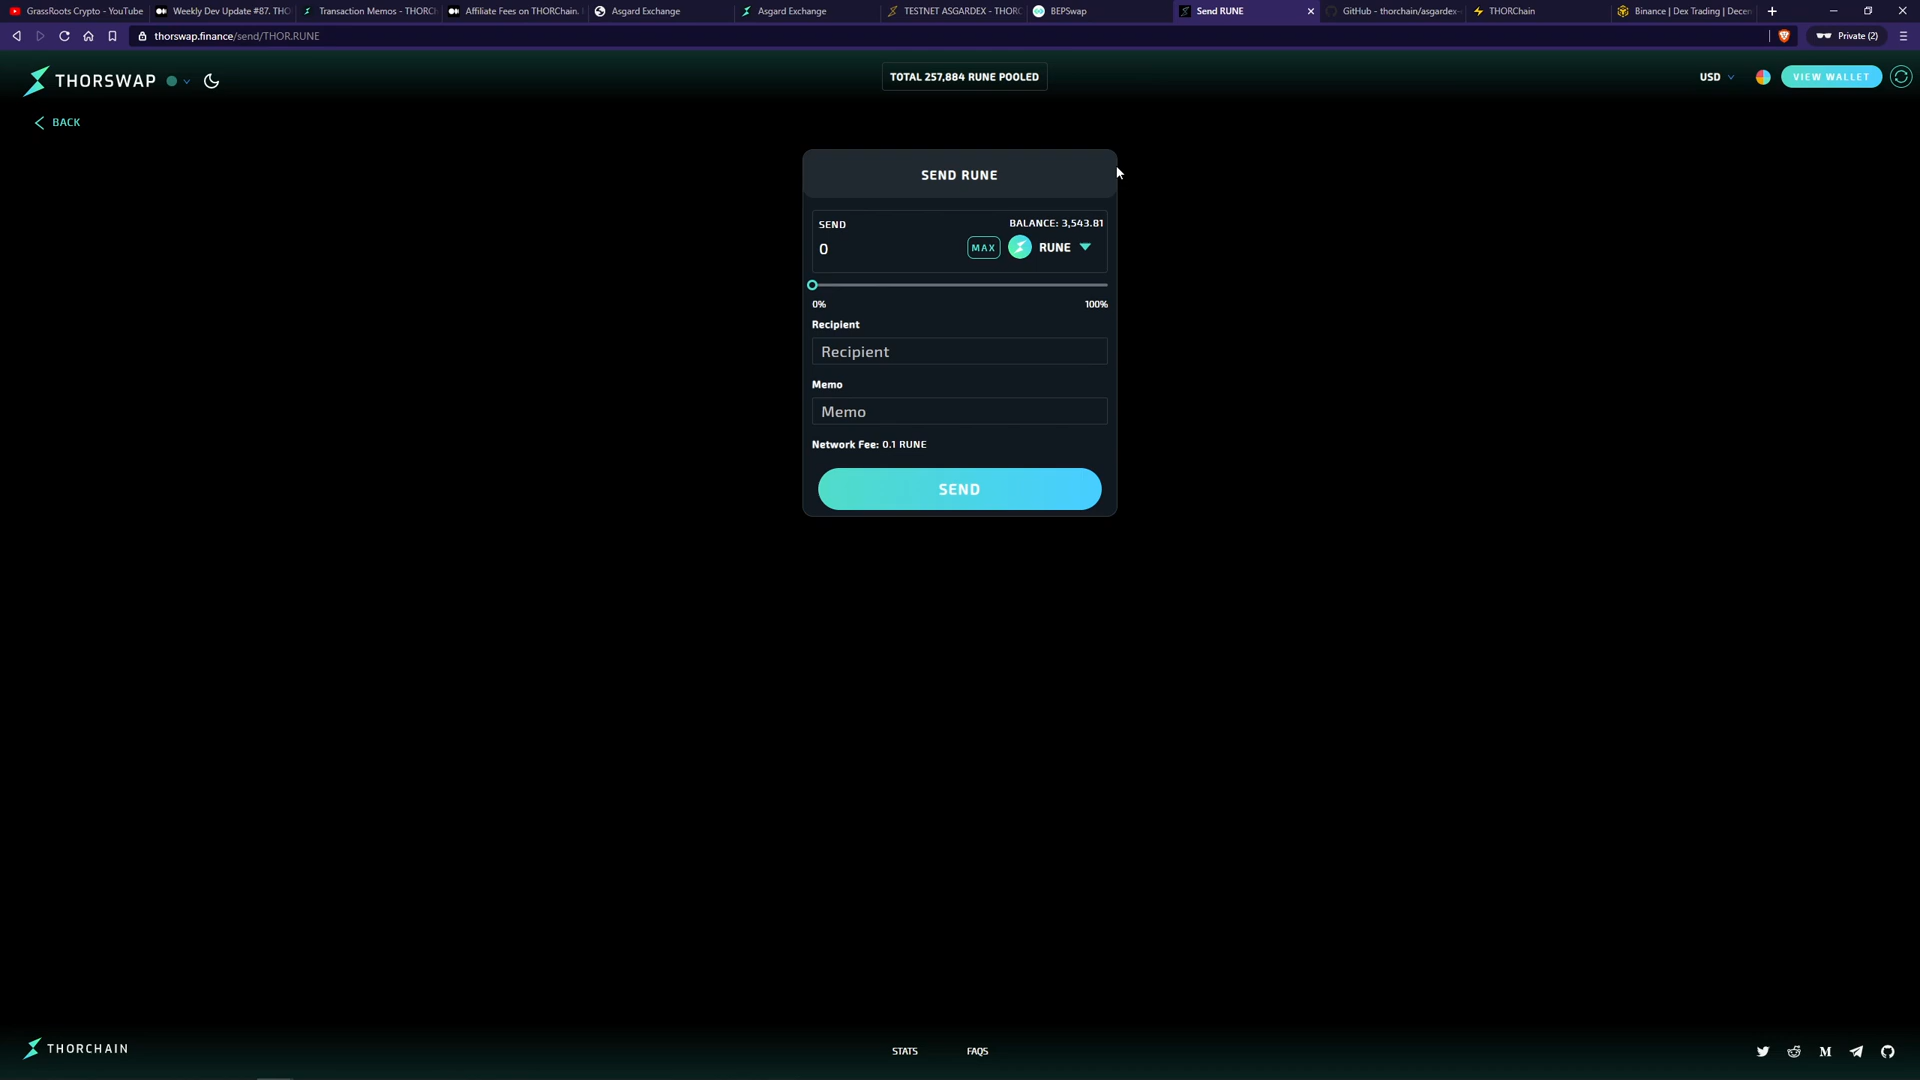 GrassRoots Crypto - YouTube
Weekly Dev Update #87. THO
Transaction Memos - THORC
Affiliate Fees on THORChain.
Asgard Exchange
Asgard Exchange
TESTNET ASGARDEX - THORC
BEPSwap
Send RUNE
GitHub - thorchain/asgardex-
THORChain
Binance | Dex Trading | Decen
thorswap.finance/send/THOR.RUNE
Private (2)
THORSWAP
TOTAL 257,884 RUNE POOLED
USD
VIEW WALLET
BACK
SEND RUNE
SEND
BALANCE: 3,543.81
0
MAX
RUNE
0%
100%
Recipient
Recipient
Memo
Memo
Network Fee: 0.1 RUNE
SEND
THORCHAIN
STATS
FAQS